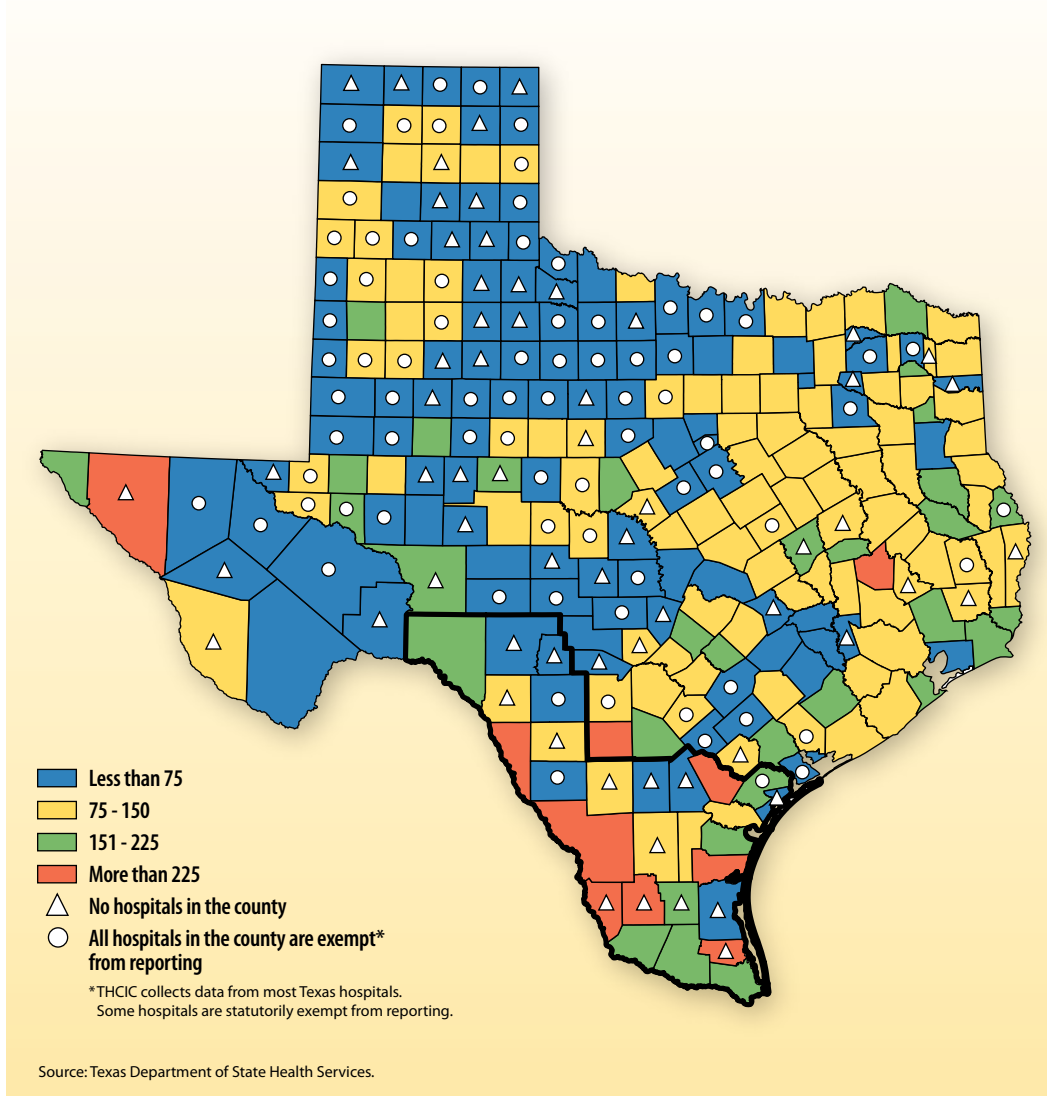 Less than 75
75 - 150
151 - 225
More than 225
No hospitals in the county
All hospitals in the county are exempt*
from reporting
*THCIC collects data from most Texas hospitals.
Some hospitals are statutorily exempt from reporting.
Source: Texas Department of State Health Services.